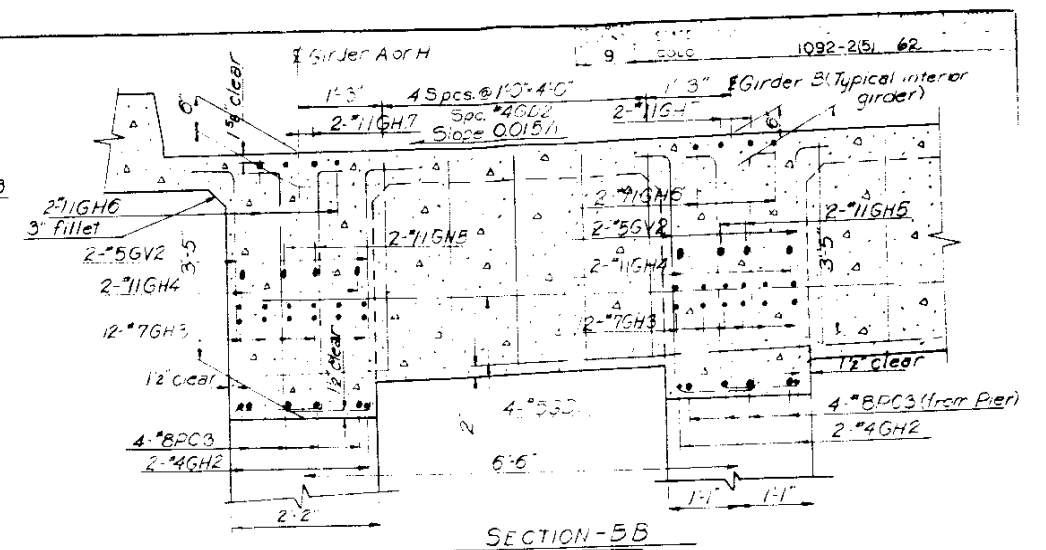 9 COLO 1092-2(5) 62
℄ Girder A or H
1'-3" 4 Spcs. @ 1'-0"=4'-0" 1'-3" ℄ Girder B (Typical interior
girder)
6" 1⅝" clear
2-#11GH7 Spc. #4GD2 2-#11GH
Slope 0.015/1
6"
2-#11GH6
3" fillet
2-#5GV2
3'-5"
2-#11GH5
2-#11GH4
12-#7GH3
1½" clear
1½" clear
2-#11GH6
2-#5GV2
2-#11GH5
3'-5"
2-#11GH4
2-#7GH3
1½" clear
4-#8PC3
2-#4GH2
2"
4-#5GD
4-#8PC3 (from Pier)
2-#4GH2
6'-6"
2'-2"
1'-1" 1'-1"
SECTION-5B